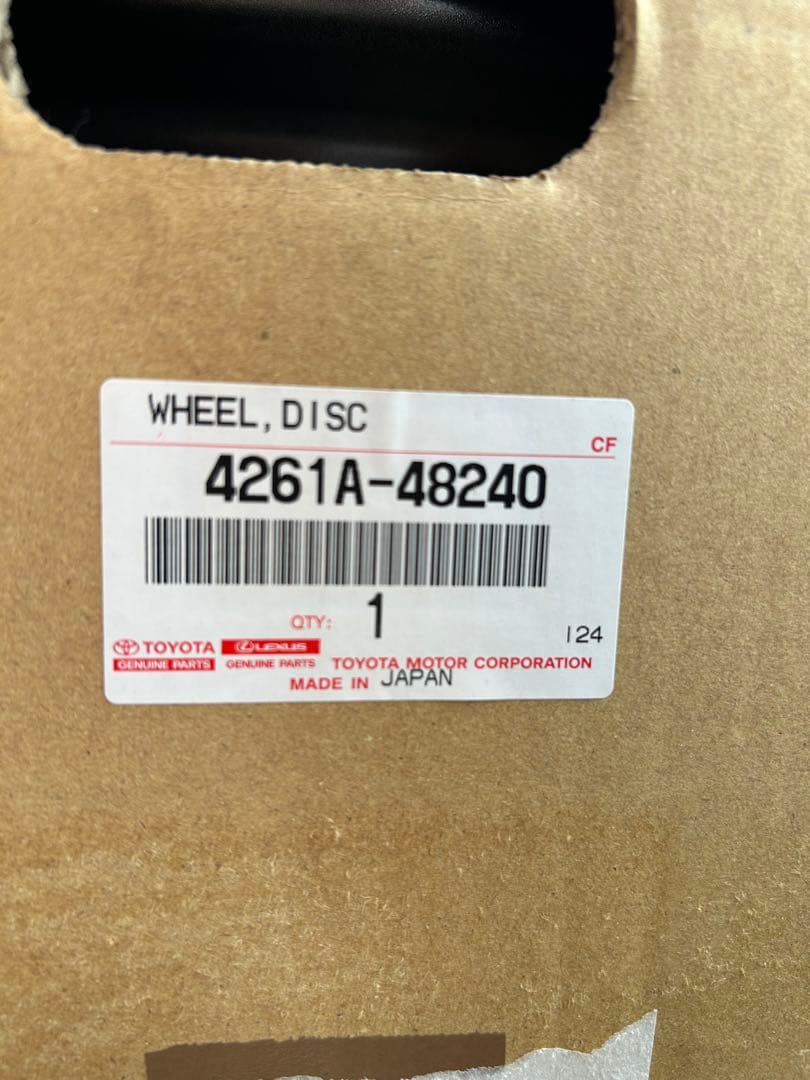 WHEEL,DISC
CF
4261A-48240
QTY: 1
124
TOYOTA LEXUS
GENUINE PARTS GENUINE PARTS TOYOTA MOTOR CORPORATION
MADE IN JAPAN